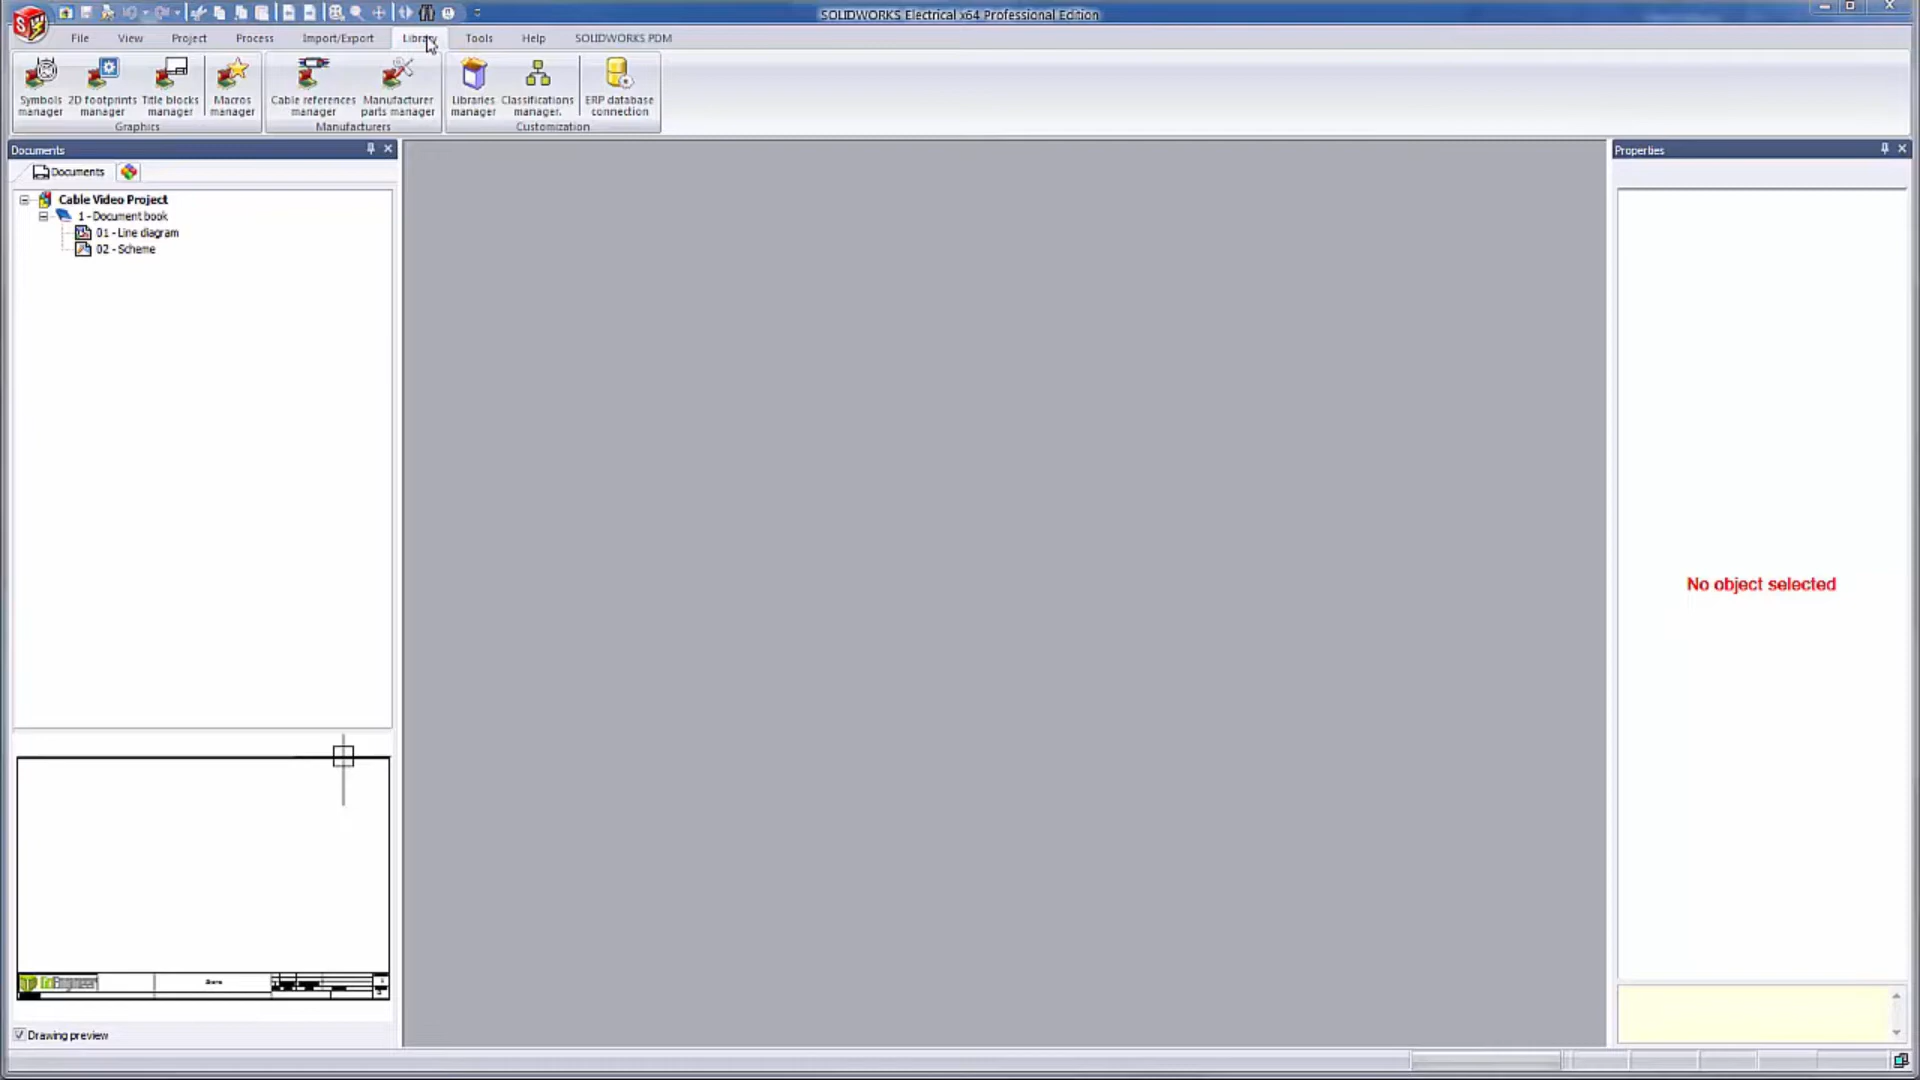 SOLIDWORKS Electrical x64 Professional Edition
File View Project Process Import/Export Library Tools Help SOLIDWORKS PDM
Symbols manager
2D footprints manager
Title blocks manager
Macros manager
Cable references manager
Manufacturer parts manager
Libraries manager
Classifications manager.
ERP database connection
Graphics
Manufacturers
Customization
Documents
Documents
Cable Video Project
1 - Document book
01 - Line diagram
02 - Scheme
Drawing preview
Properties
No object selected